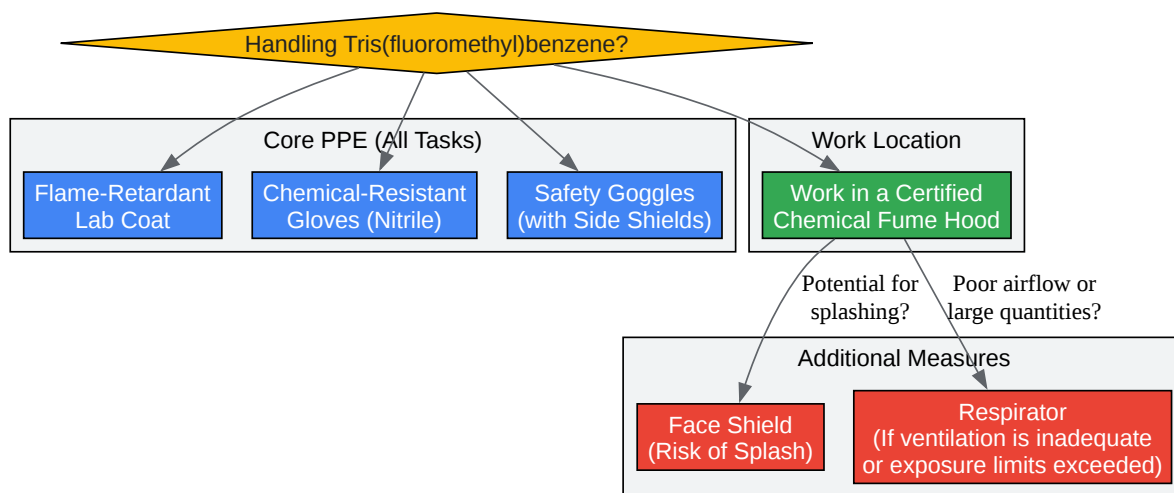 Handling Tris(fluoromethyl)benzene?
Core PPE (All Tasks)
Work Location
Flame-Retardant
Lab Coat
Chemical-Resistant
Gloves (Nitrile)
Safety Goggles
(with Side Shields)
Work in a Certified
Chemical Fume Hood
Potential for
splashing?
Poor airflow or
large quantities?
Additional Measures
Face Shield
(Risk of Splash)
Respirator
(If ventilation is inadequate
or exposure limits exceeded)